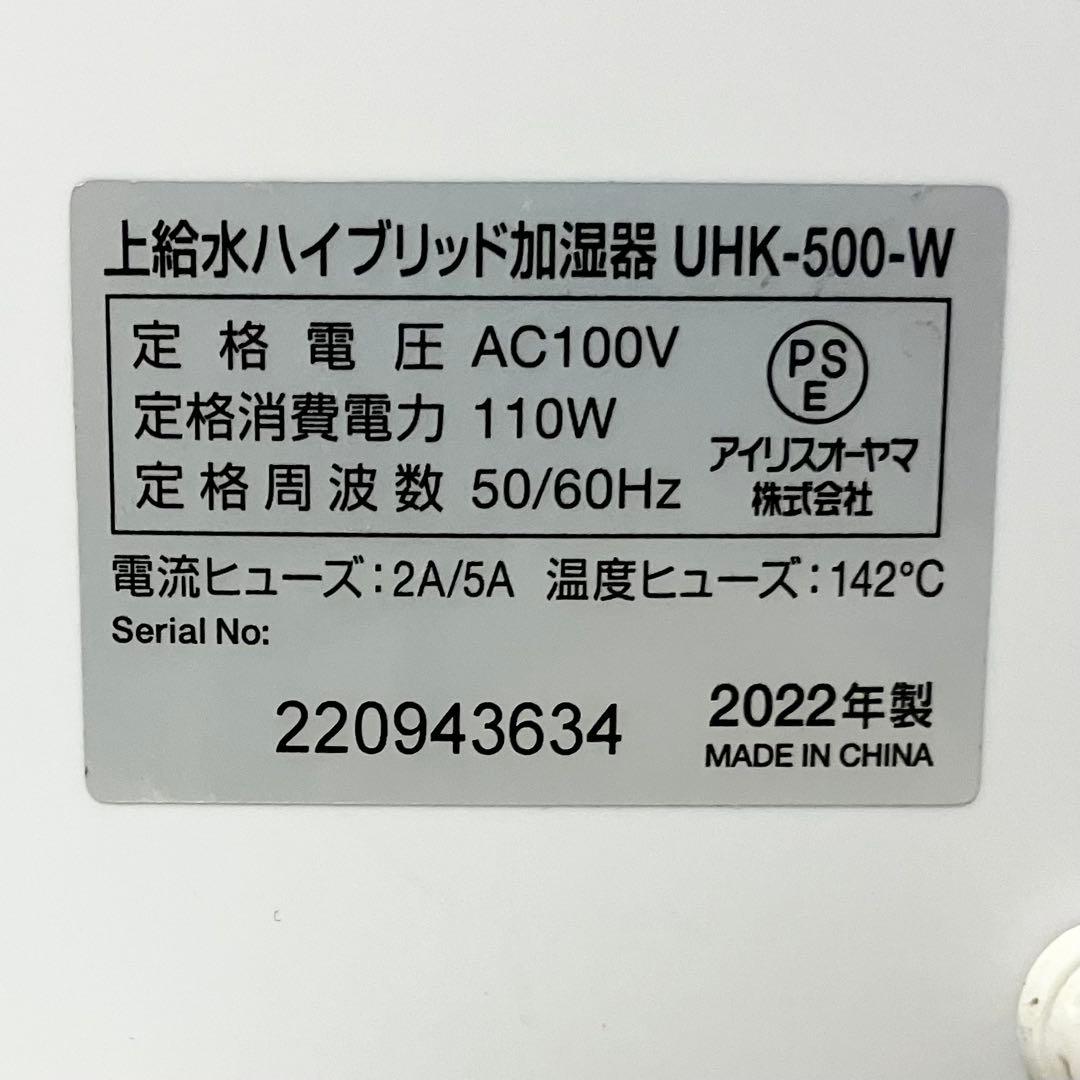 上給水ハイブリッド加湿器 UHK-500-W
定格電圧 AC100V
定格消費電力 110W
定格周波数 50/60Hz
PS
E
アイリスオーヤマ
株式会社
電流ヒューズ:2A/5A 温度ヒューズ:142℃
Serial No:
220943634
2022年製
MADE IN CHINA